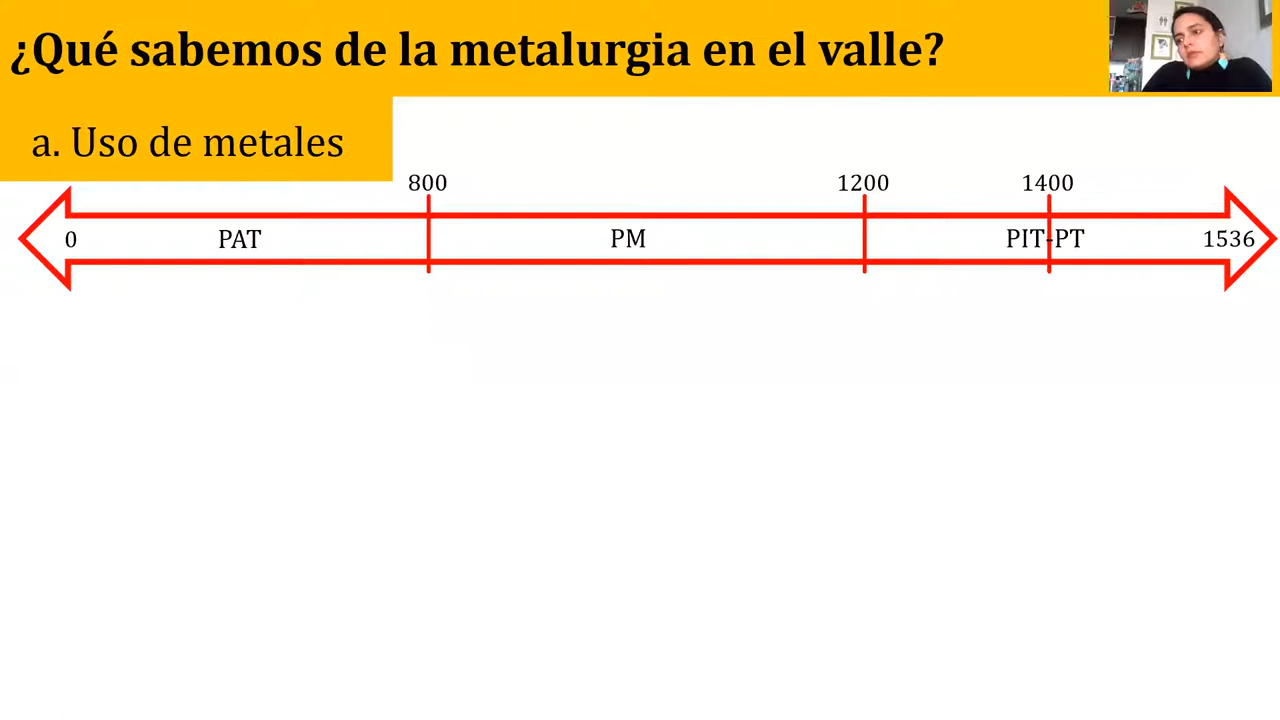 ¿Qué sabemos de la metalurgia en el valle?
a. Uso de metales
800 1200 1400
0 PAT PM PIT-PT 1536